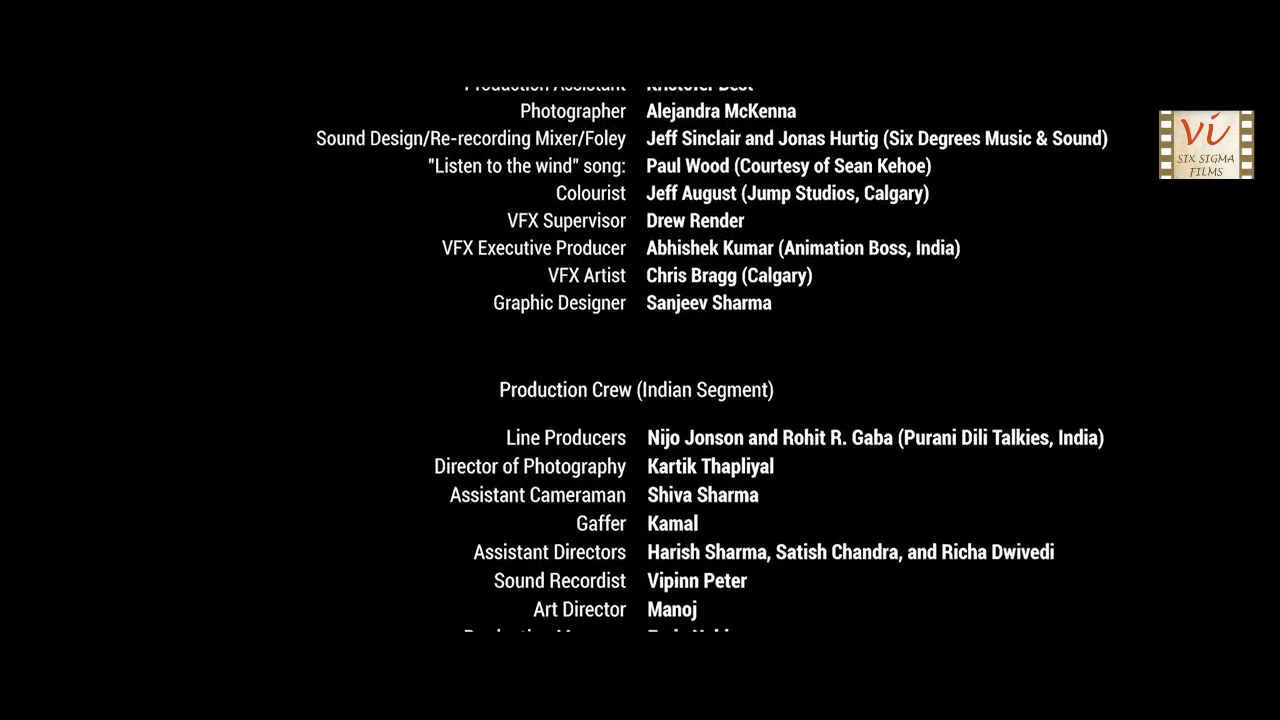 Production Assistant Kristofer Best
Photographer Alejandra McKenna
Sound Design/Re-recording Mixer/Foley Jeff Sinclair and Jonas Hurtig (Six Degrees Music & Sound)
"Listen to the wind" song: Paul Wood (Courtesy of Sean Kehoe)
Colourist Jeff August (Jump Studios, Calgary)
VFX Supervisor Drew Render
VFX Executive Producer Abhishek Kumar (Animation Boss, India)
VFX Artist Chris Bragg (Calgary)
Graphic Designer Sanjeev Sharma
Production Crew (Indian Segment)
Line Producers Nijo Jonson and Rohit R. Gaba (Purani Dili Talkies, India)
Director of Photography Kartik Thapliyal
Assistant Cameraman Shiva Sharma
Gaffer Kamal
Assistant Directors Harish Sharma, Satish Chandra, and Richa Dwivedi
Sound Recordist Vipinn Peter
Art Director Manoj
vi
SIX SIGMA
FILMS